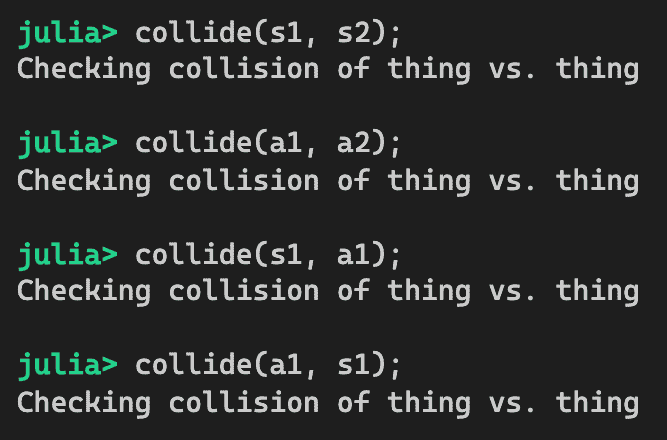 julia> collide(s1, s2);
Checking collision of thing vs. thing
julia> collide(a1, a2);
Checking collision of thing vs. thing
julia> collide(s1, a1);
Checking collision of thing vs. thing
julia> collide(a1, s1);
Checking collision of thing vs. thing